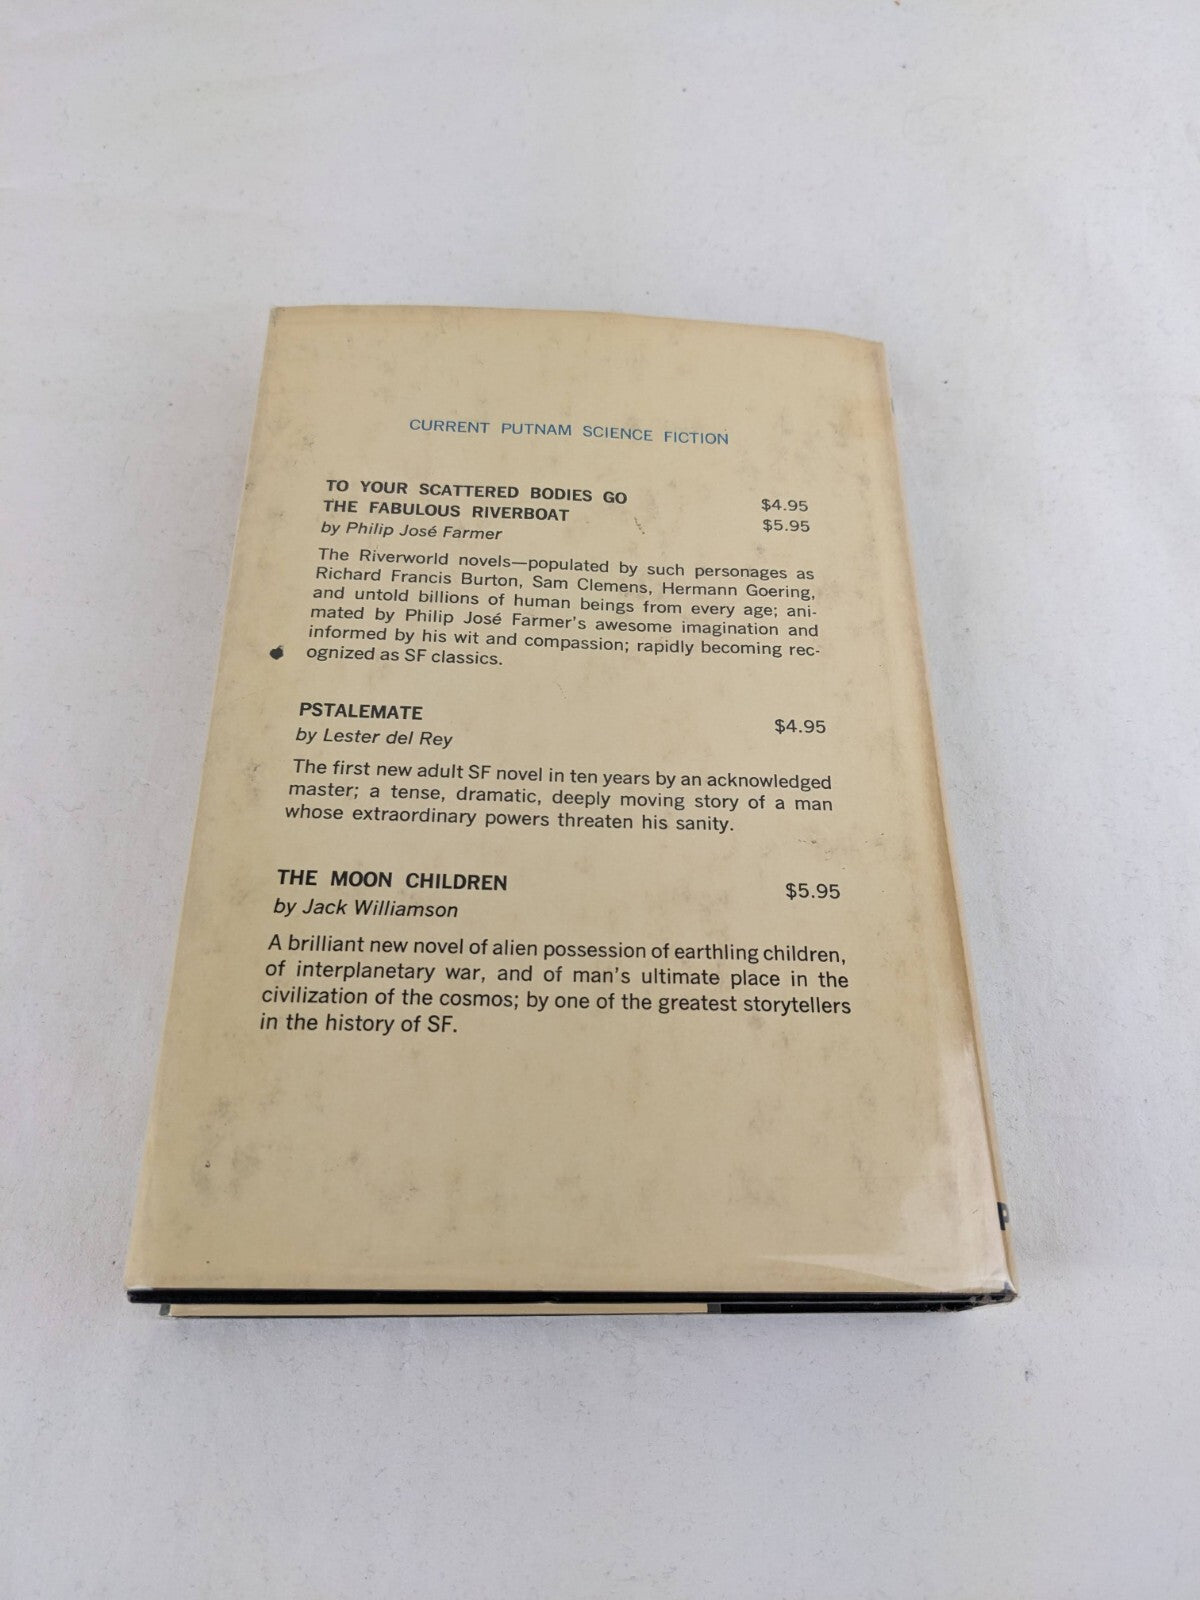 CURRENT PUTNAM SCIENCE FICTION
TO YOUR SCATTERED BODIES GO $4.95
THE FABULOUS RIVERBOAT $5.95
by Philip José Farmer
The Riverworld novels—populated by such personages as
Richard Francis Burton, Sam Clemens, Hermann Goering,
and untold billions of human beings from every age; ani-
mated by Philip José Farmer's awesome imagination and
informed by his wit and compassion; rapidly becoming rec-
ognized as SF classics.
PSTALEMATE $4.95
by Lester del Rey
The first new adult SF novel in ten years by an acknowledged
master; a tense, dramatic, deeply moving story of a man
whose extraordinary powers threaten his sanity.
THE MOON CHILDREN $5.95
by Jack Williamson
A brilliant new novel of alien possession of earthling children,
of interplanetary war, and of man's ultimate place in the
civilization of the cosmos; by one of the greatest storytellers
in the history of SF.
P